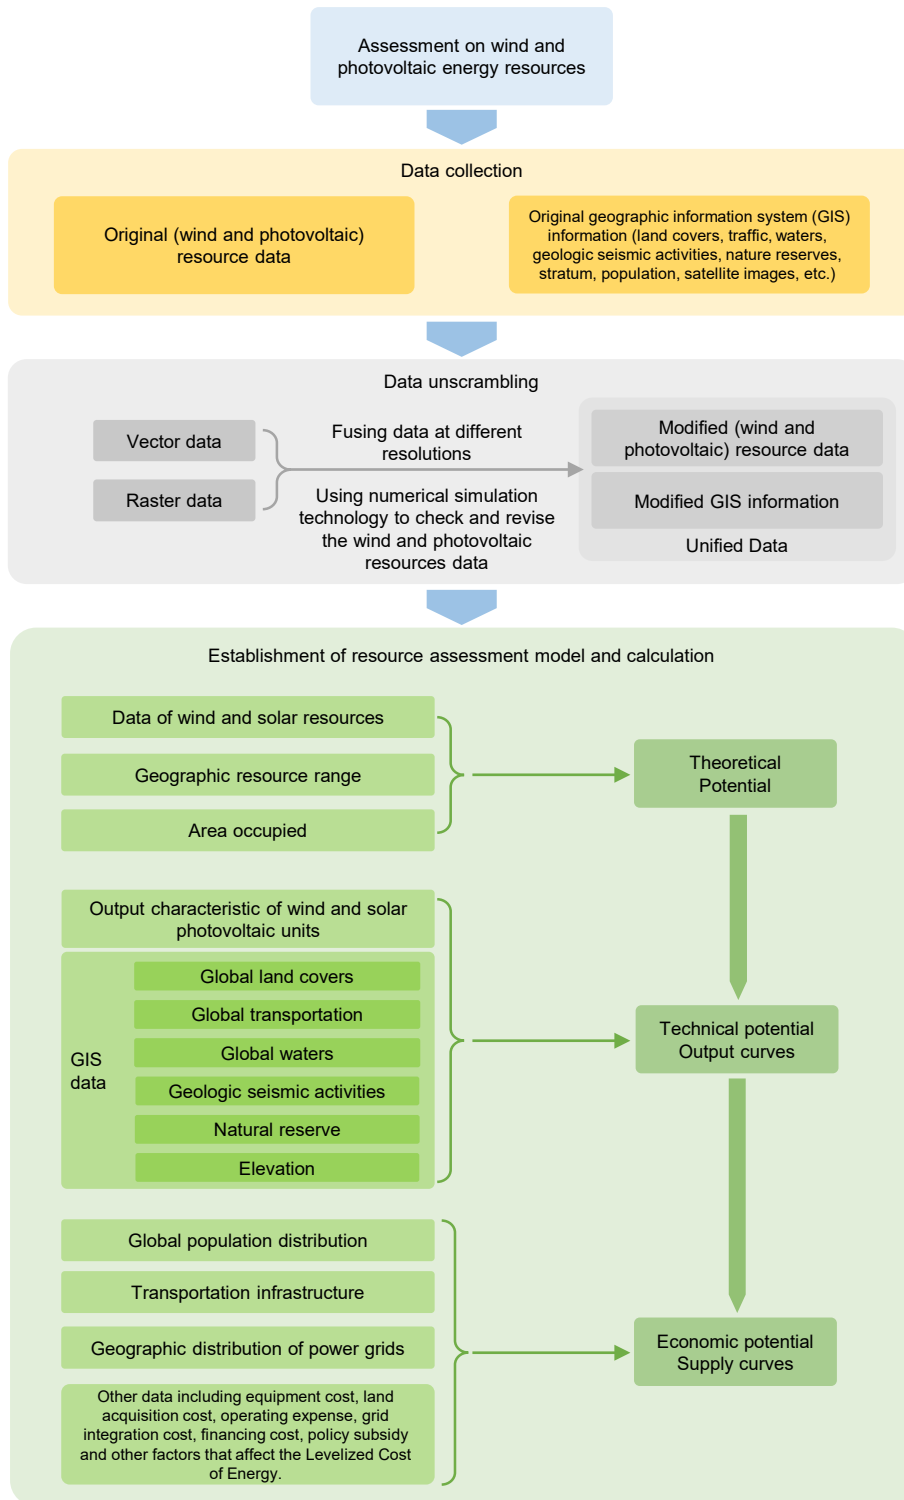 Assessment on wind and
photovoltaic energy resources
Data collection
Original (wind and photovoltaic)
resource data
Original geographic information system (GIS)
information (land covers, traffic, waters,
geologic seismic activities, nature reserves,
stratum, population, satellite images, etc.)
Data unscrambling
Vector data
Raster data
Fusing data at different
resolutions
Using numerical simulation
technology to check and revise
the wind and photovoltaic
resources data
Modified (wind and
photovoltaic) resource data
Modified GIS information
Unified Data
Establishment of resource assessment model and calculation
Data of wind and solar resources
Geographic resource range
Area occupied
Theoretical
Potential
Output characteristic of wind and solar
photovoltaic units
GIS
data
Global land covers
Global transportation
Global waters
Geologic seismic activities
Natural reserve
Elevation
Technical potential
Output curves
Global population distribution
Transportation infrastructure
Geographic distribution of power grids
Other data including equipment cost, land
acquisition cost, operating expense, grid
integration cost, financing cost, policy subsidy
and other factors that affect the Levelized Cost
of Energy.
Economic potential
Supply curves